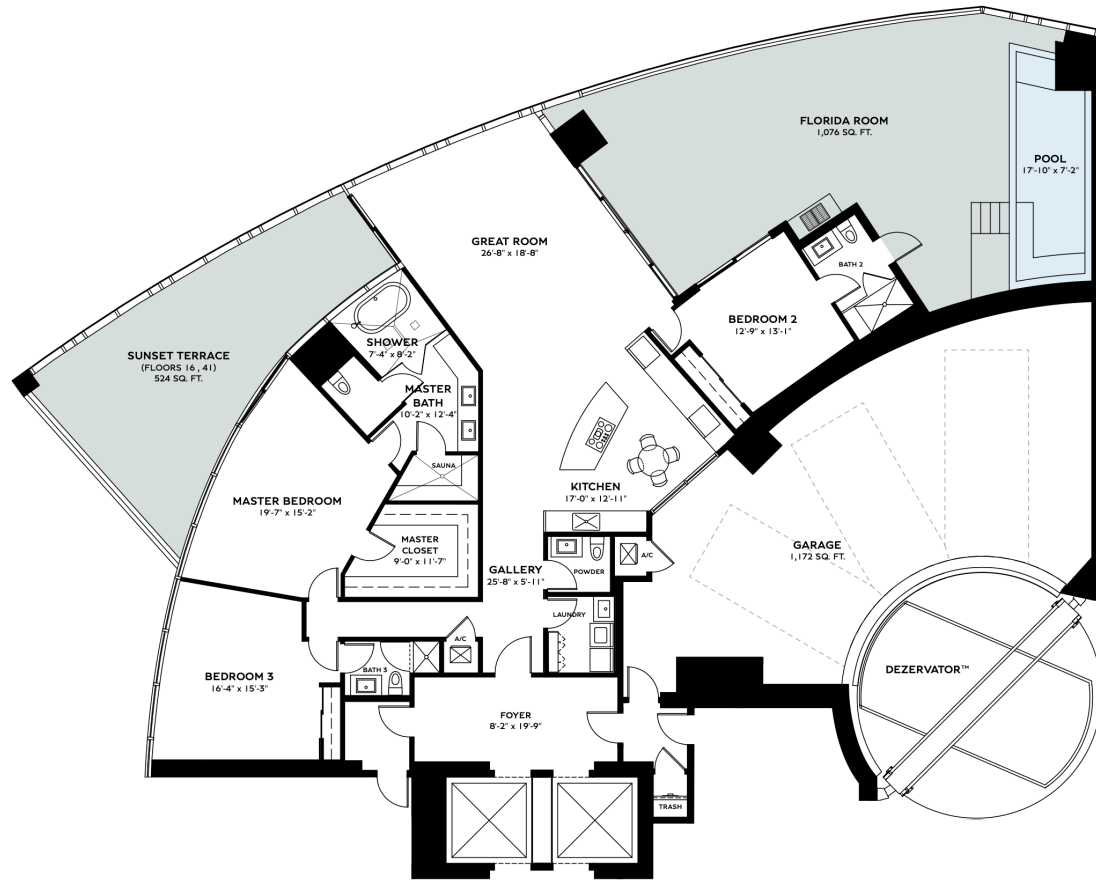 FLORIDA ROOM
1,076 SQ. FT.
POOL
17'-10" x 7'-2"
GREAT ROOM
26'-8" x 18'-8"
BATH 2
BEDROOM 2
12'-9" x 13'-1"
SUNSET TERRACE
(FLOORS 16 , 41)
524 SQ. FT.
SHOWER
7'-4" x 8'-2"
MASTER
BATH
10'-2" x 12'-4"
SAUNA
KITCHEN
17'-0" x 12'-11"
MASTER BEDROOM
19'-7" x 15'-2"
MASTER
CLOSET
9'-0" x 11'-7"
GARAGE
1,172 SQ. FT.
A/C
POWDER
GALLERY
25'-8" x 5'-11"
LAUNDRY
A/C
BATH 3
BEDROOM 3
16'-4" x 15'-3"
DEZERVATOR™
FOYER
8'-2" x 19'-9"
TRASH